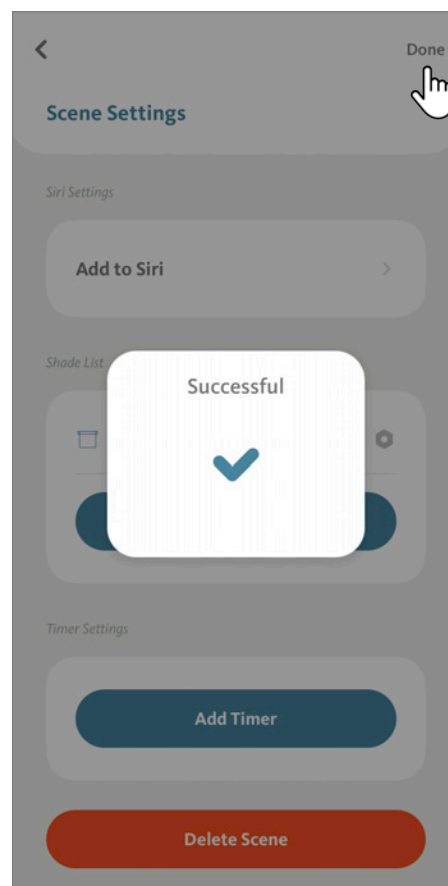 Done
Scene Settings
Siri Settings
Add to Siri
Shade List
Successful
Timer Settings
Add Timer
Delete Scene